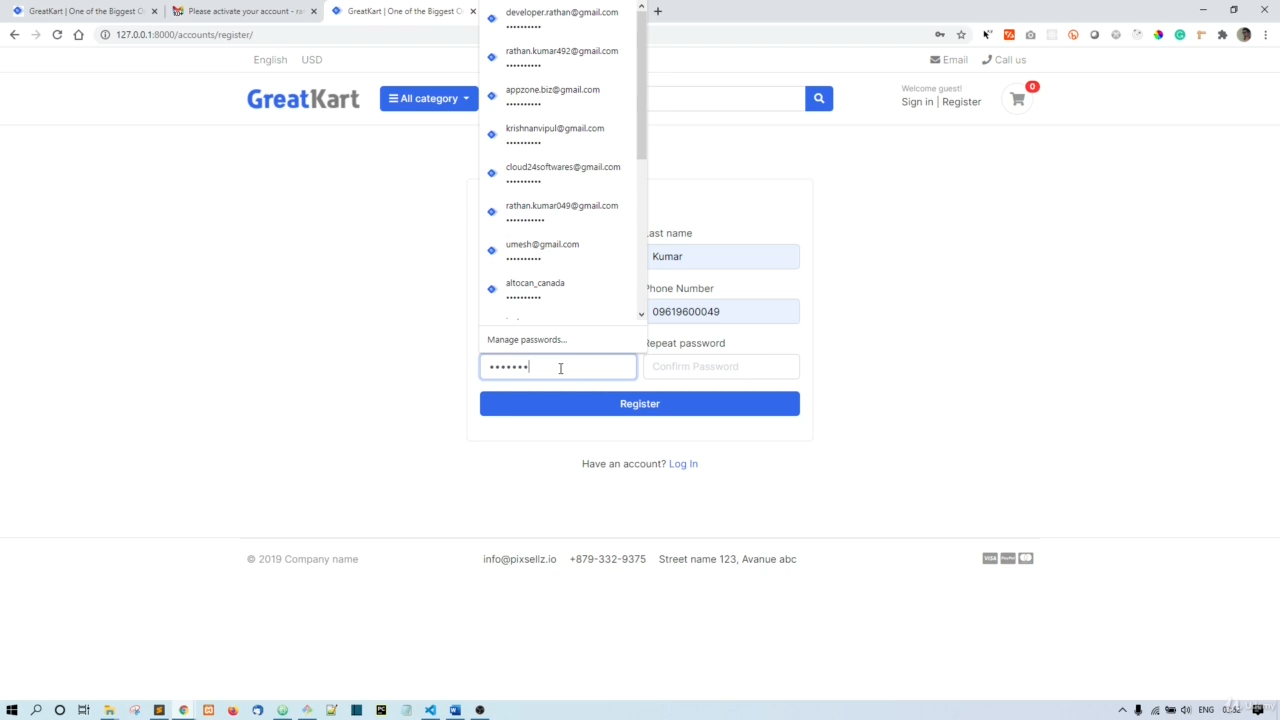 GreatKart | One of the Biggest C
Please activate your account -
GreatKart | One of the Biggest C
127.0.0.1:8000/accounts/register/
English
USD
Email
Call us
GreatKart
All category
Welcome guest!
Sign in | Register
0
developer.rathan@gmail.com
••••••••••
rathan.kumar492@gmail.com
••••••••••
appzone.biz@gmail.com
••••••••••
krishnanvipul@gmail.com
••••••••••
cloud24softwares@gmail.com
••••••••••
rathan.kumar049@gmail.com
•••••••••••
umesh@gmail.com
••••••••••
altocan_canada
••••••••••
Manage passwords...
Last name
Kumar
Phone Number
09619600049
Repeat password
•••••••
Confirm Password
Register
Have an account? Log In
© 2019 Company name
info@pixsellz.io
+879-332-9375
Street name 123, Avanue abc
VISA
PayPal
ENG